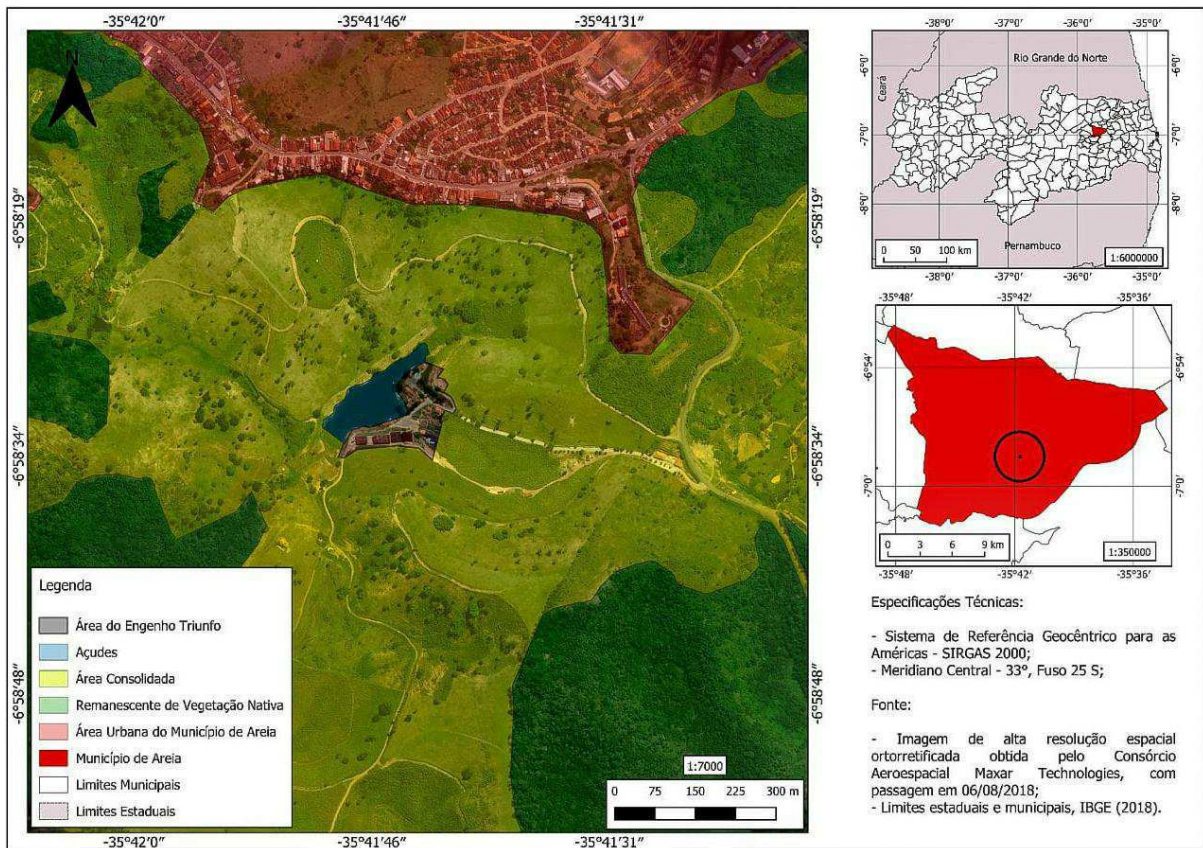 -35°42'0"
-35°41'46"
-35°41'31"
N
-6°58'19"
-6°58'34"
-6°58'48"
-6°58'19"
-6°58'34"
-6°58'48"
Legenda
Área do Engenho Triunfo
Açudes
Área Consolidada
Remanescente de Vegetação Nativa
Área Urbana do Município de Areia
Município de Areia
Limites Municipais
Limites Estaduais
1:7000
0 75 150 225 300 m
-35°42'0"
-35°41'46"
-35°41'31"
-38°0' -37°0' -36°0' -35°0'
-6°0'
-7°0'
-8°0'
Rio Grande do Norte
Ceará
Pernambuco
-6°0'
-7°0'
-8°0'
0 50 100 km
1:6000000
-38°0' -37°0' -36°0' -35°0'
-35°48' -35°42' -35°36'
-6°54'
-7°0'
-6°54'
-7°0'
0 3 6 9 km
1:350000
-35°48' -35°42' -35°36'
Especificações Técnicas:
- Sistema de Referência Geocêntrico para as
Américas - SIRGAS 2000;
- Meridiano Central - 33°, Fuso 25 S;
Fonte:
- Imagem de alta resolução espacial
ortorretificada obtida pelo Consórcio
Aeroespacial Maxar Technologies, com
passagem em 06/08/2018;
- Limites estaduais e municipais, IBGE (2018).